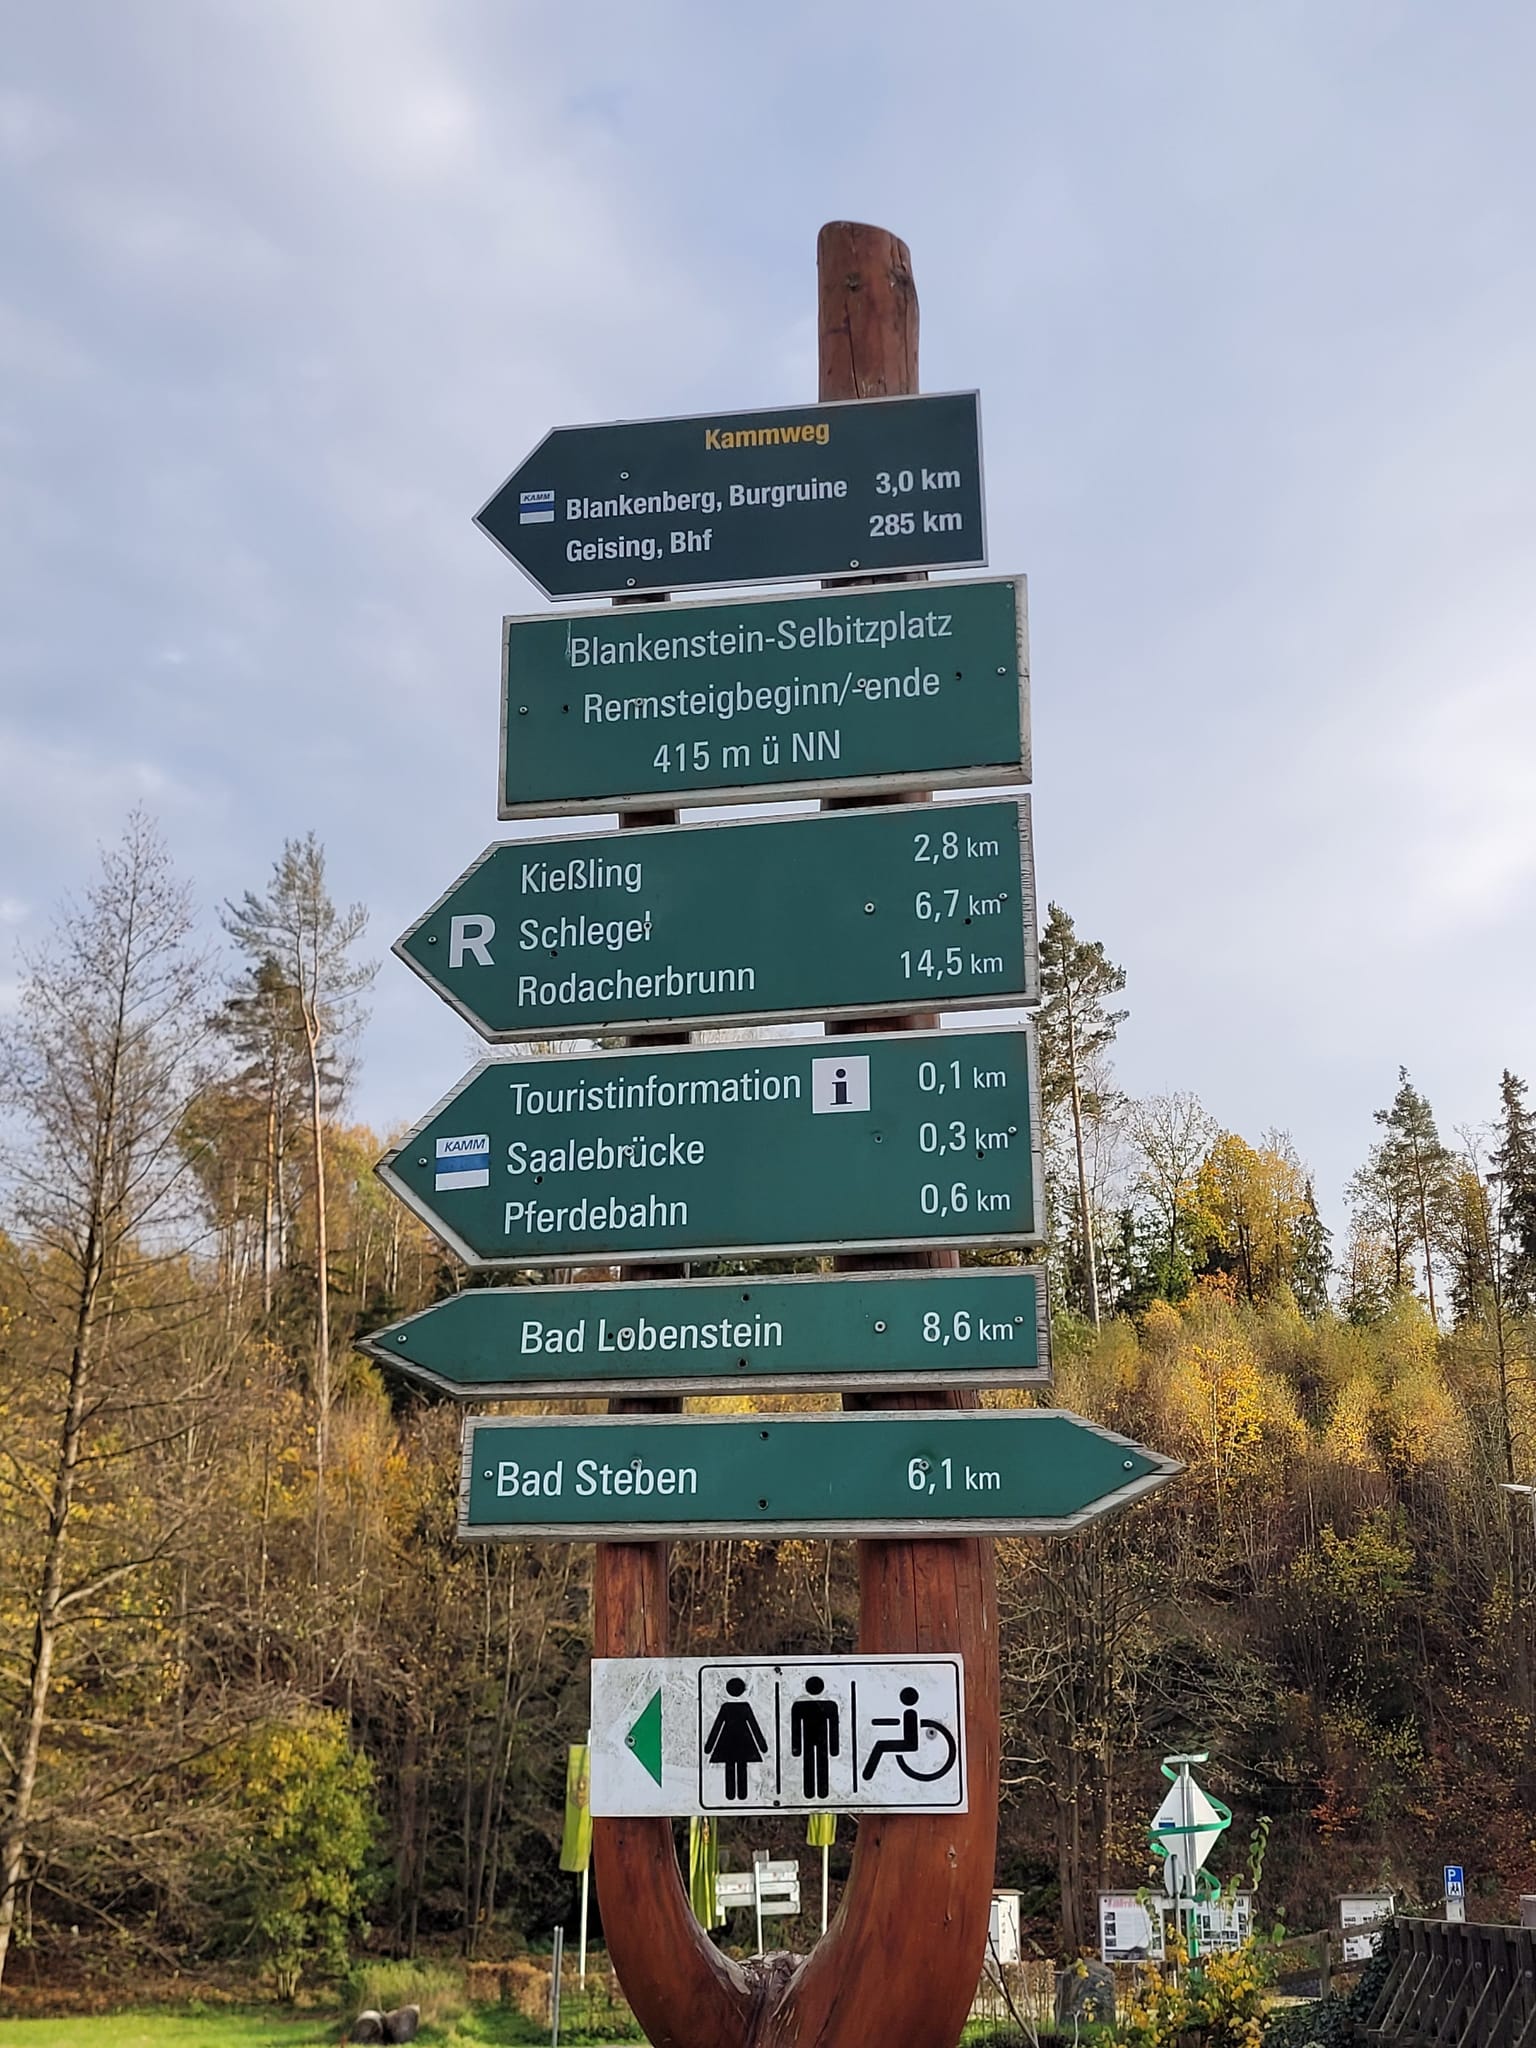 Kammweg
KAMM
Blankenberg, Burgruine 3,0 km
Geising, Bhf 285 km
Blankenstein-Selbitzplatz
Rennsteigbeginn/-ende
415 m ü NN
Kießling 2,8 km
R
Schlegel 6,7 km
Rodacherbrunn 14,5 km
Touristinformation i 0,1 km
KAMM
Saalebrücke 0,3 km
Pferdebahn 0,6 km
Bad Lobenstein 8,6 km
Bad Steben 6,1 km
P